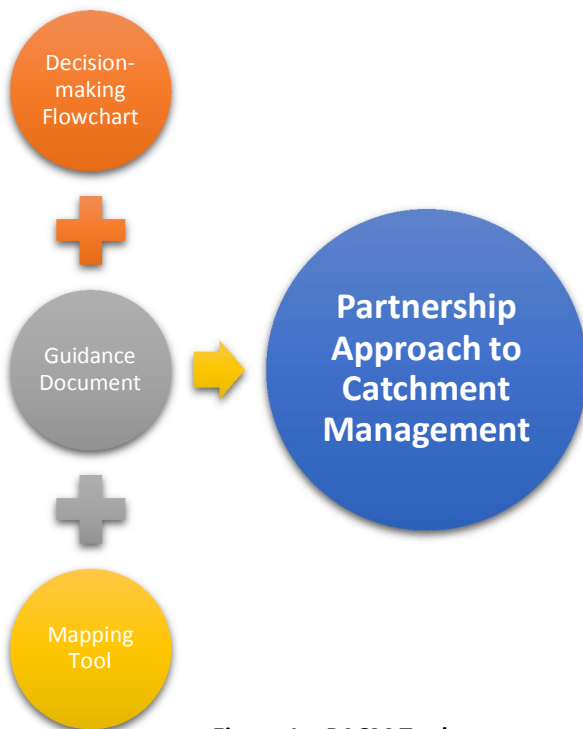 Decision-
making
Flowchart
Guidance
Document
Mapping
Tool
Partnership
Approach to
Catchment
Management